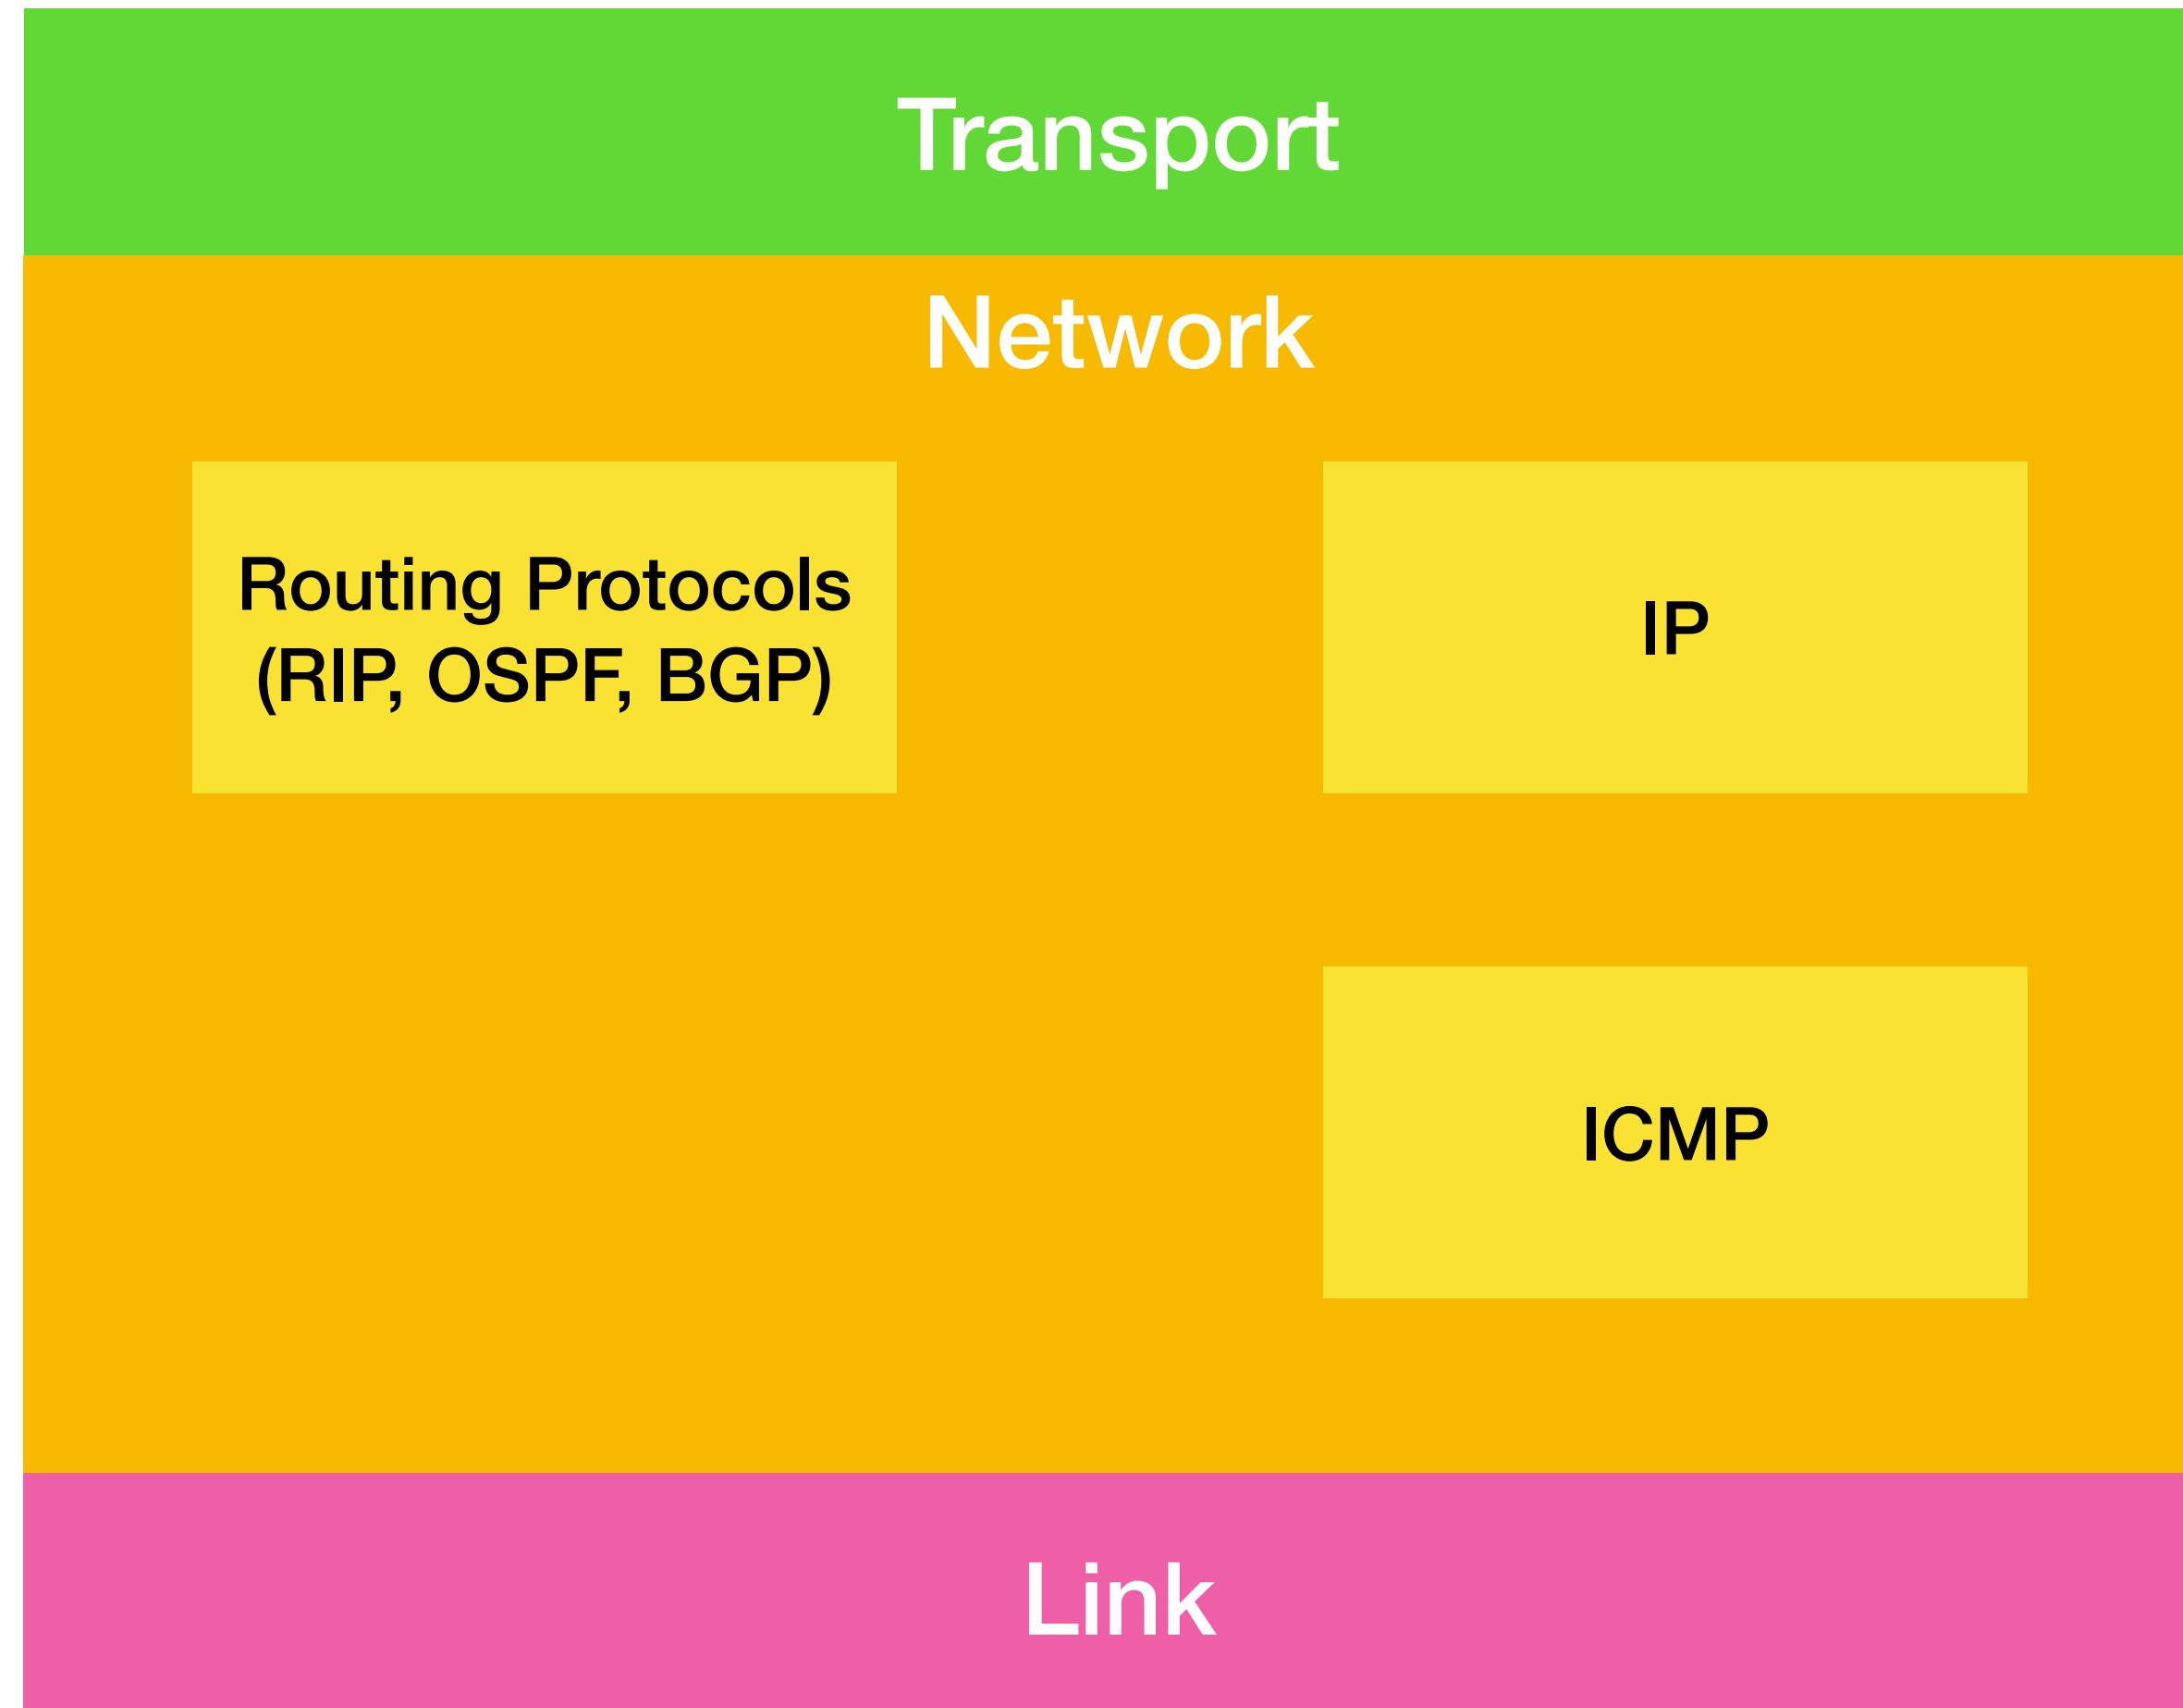 Transport
Network
Routing Protocols
(RIP, OSPF, BGP)
IP
ICMP
Link